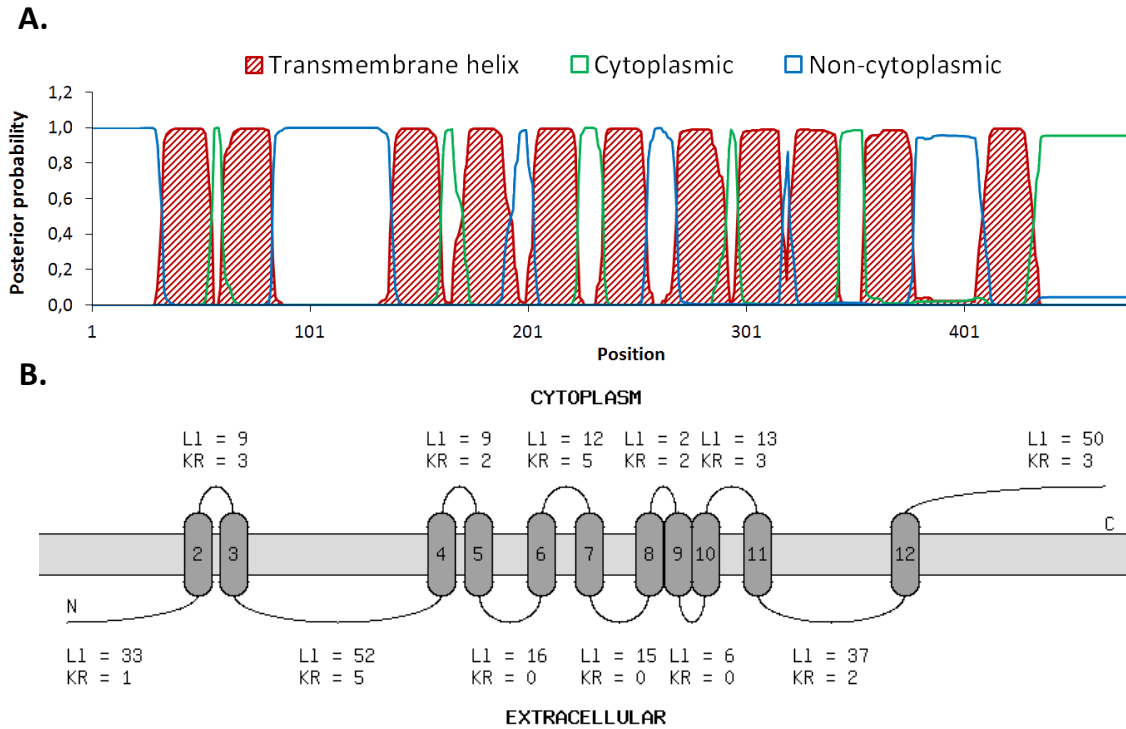 A.
Transmembrane helix Cytoplasmic Non-cytoplasmic
Posterior probability
1,2
1,0
0,8
0,6
0,4
0,2
0,0
1 101 201 301 401
Position
B.
CYTOPLASM
Ll = 9 Ll = 9 Ll = 12 Ll = 2 Ll = 13 Ll = 50
KR = 3 KR = 2 KR = 5 KR = 2 KR = 3 KR = 3
C
2 3 4 5 6 7 8 9 10 11 12
N
Ll = 33 Ll = 52 Ll = 16 Ll = 15 Ll = 6 Ll = 37
KR = 1 KR = 5 KR = 0 KR = 0 KR = 0 KR = 2
EXTRACELLULAR